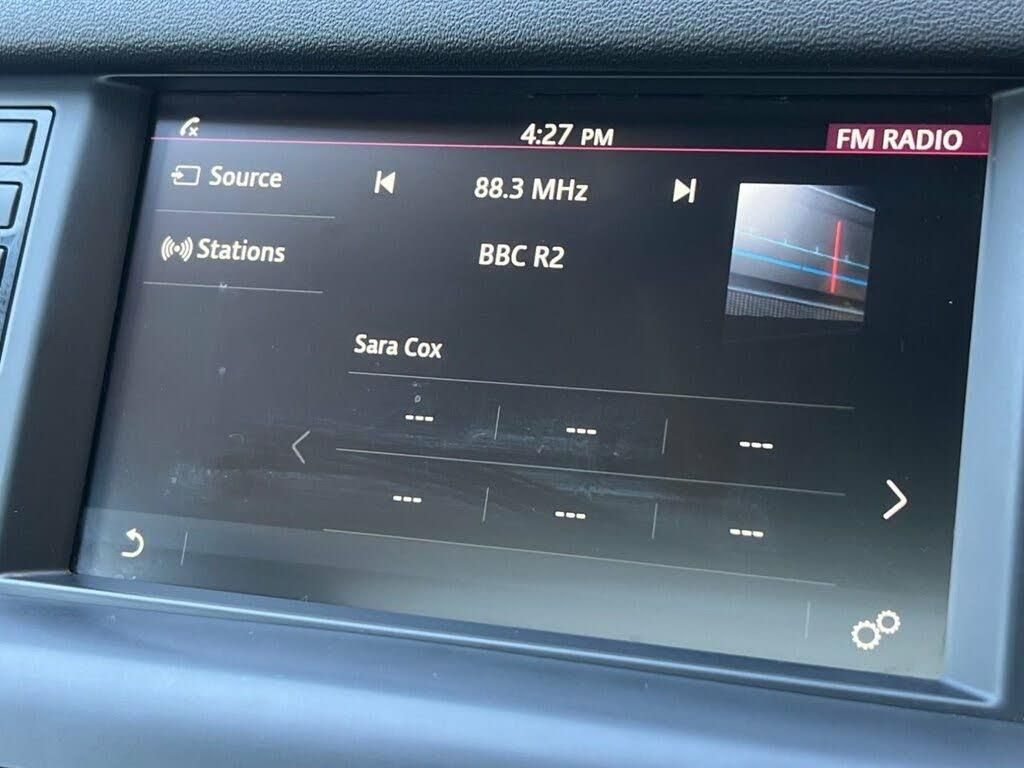 4:27 PM
FM RADIO
Source
88.3 MHz
Stations
BBC R2
Sara Cox
--- --- ---
--- --- ---